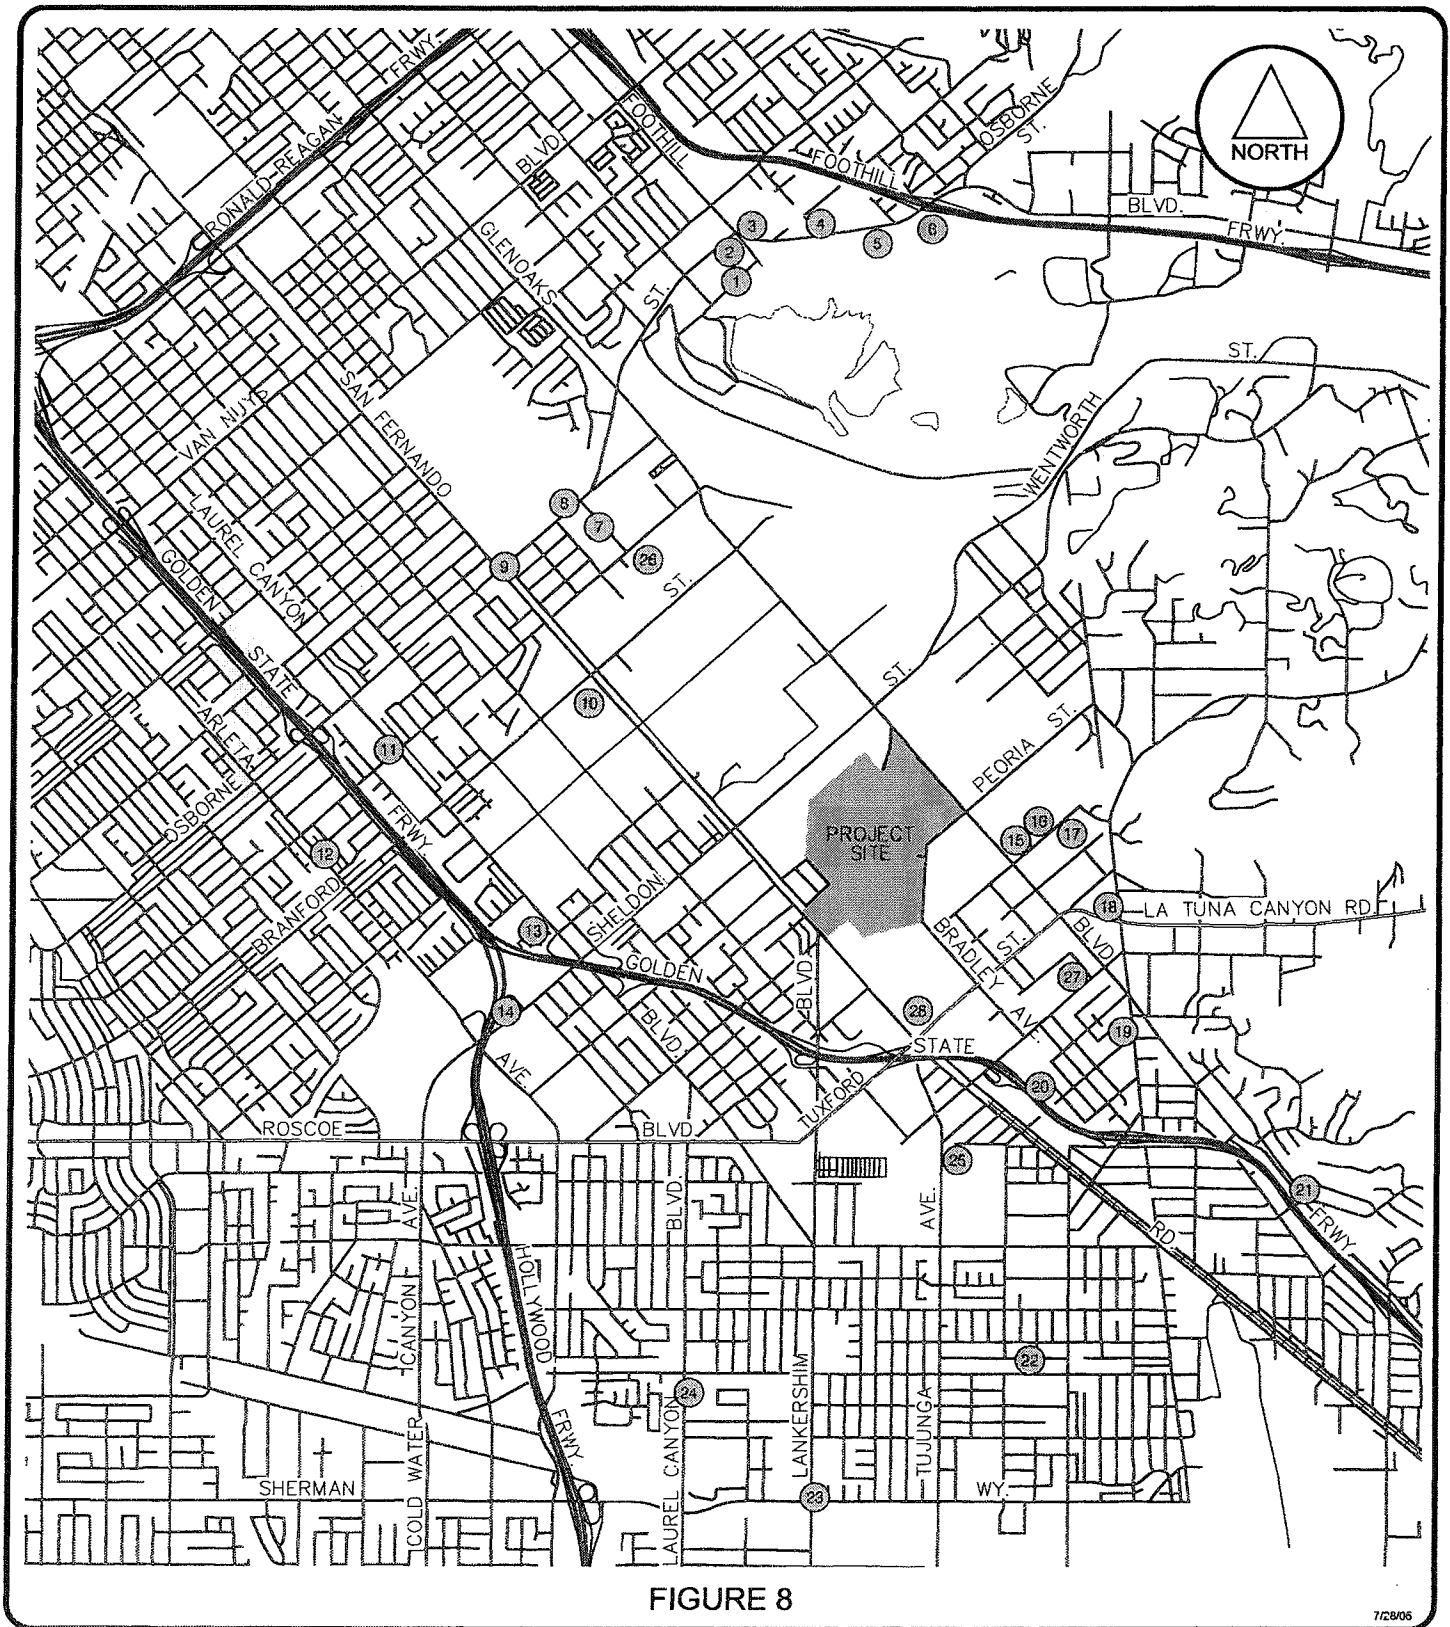 FRWY.
FOOTHILL
OSBORNE
ST.
NORTH
RONALD REAGAN
BLVD.
FOOTHILL
BLVD.
FRWY.
GLENOAKS
3
4
5
6
2
1
ST.
ST.
SAN FERNANDO
VAN NUYS
WENTWORTH
LAUREL CANYON
8
7
9
26
ST.
GOLDEN
STATE
ST.
ARLETA
10
ST.
11
PEORIA
OSBORNE
FRWY.
PROJECT
SITE
16
15
17
12
BRANFORD
SHELDON
18
LA TUNA CANYON RD.
13
BRADLEY
ST.
BLVD.
GOLDEN
BLVD.
27
14
BLVD.
28
AVE.
19
AVE.
STATE
20
TUXFORD
ROSCOE
BLVD.
25
21
AVE.
BLVD.
AVE.
RD.
FRWY.
HOLLYWOOD
CANYON
22
24
LANKERSHIM
TUJUNGA
FRWY.
COLD WATER
LAUREL CANYON
SHERMAN
23
WY.
FIGURE 8
7/28/06